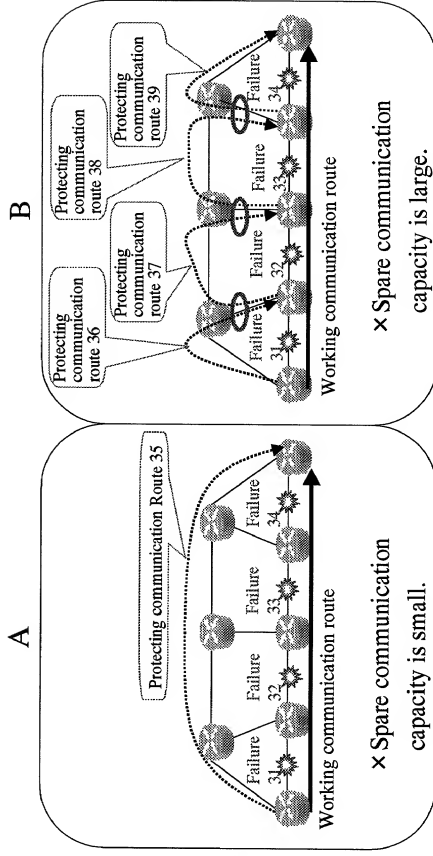 A
Protecting communication Route 35
Failure
31
Failure
32
Failure
33
Failure
34
Working communication route
× Spare communication
capacity is small.
B
Protecting
communication
route 36
Protecting
communication
route 37
Protecting
communication
route 38
Protecting
communication
route 39
Failure
31
Failure
32
Failure
33
Failure
34
Working communication route
× Spare communication
capacity is large.